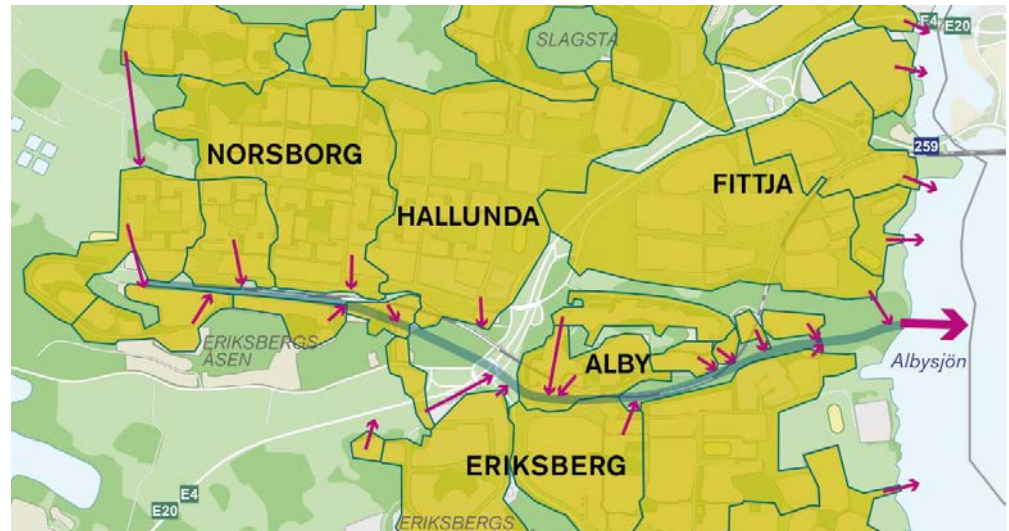 E4
E20
SLAGSTA
259
NORSBORG
FITTJA
HALLUNDA
ERIKSBERGS
ÅSEN
ALBY
Albysjön
ERIKSBERG
E4
E20
ERIKSBERGS